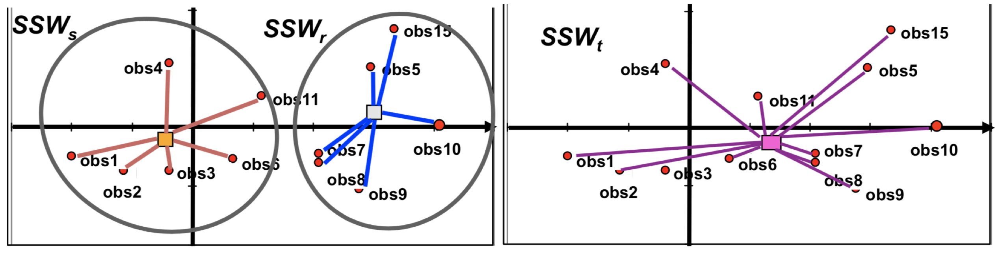 SSWs
SSWr
obs15
obs4
obs5
obs11
obs1
obs7
obs10
obs6
obs3
obs8
obs2
obs9
SSWt
obs15
obs4
obs5
obs11
obs7
obs10
obs1
obs6
obs3
obs8
obs2
obs9